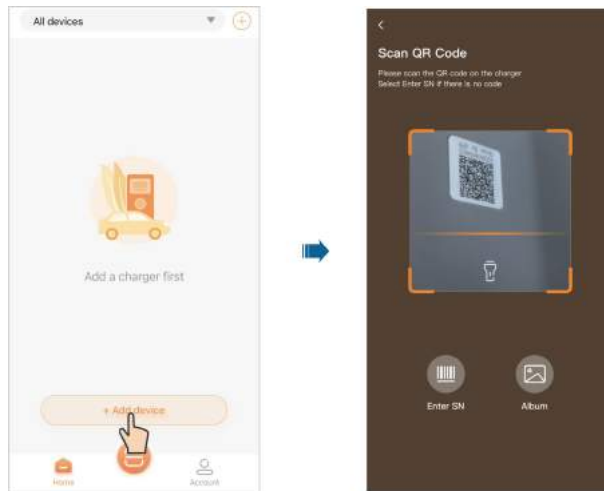 All devices
Add a charger first
+ Add device
Home
Account
Scan QR Code
Please scan the QR code on the charger
Select Enter SN if there is no code
Enter SN
Album